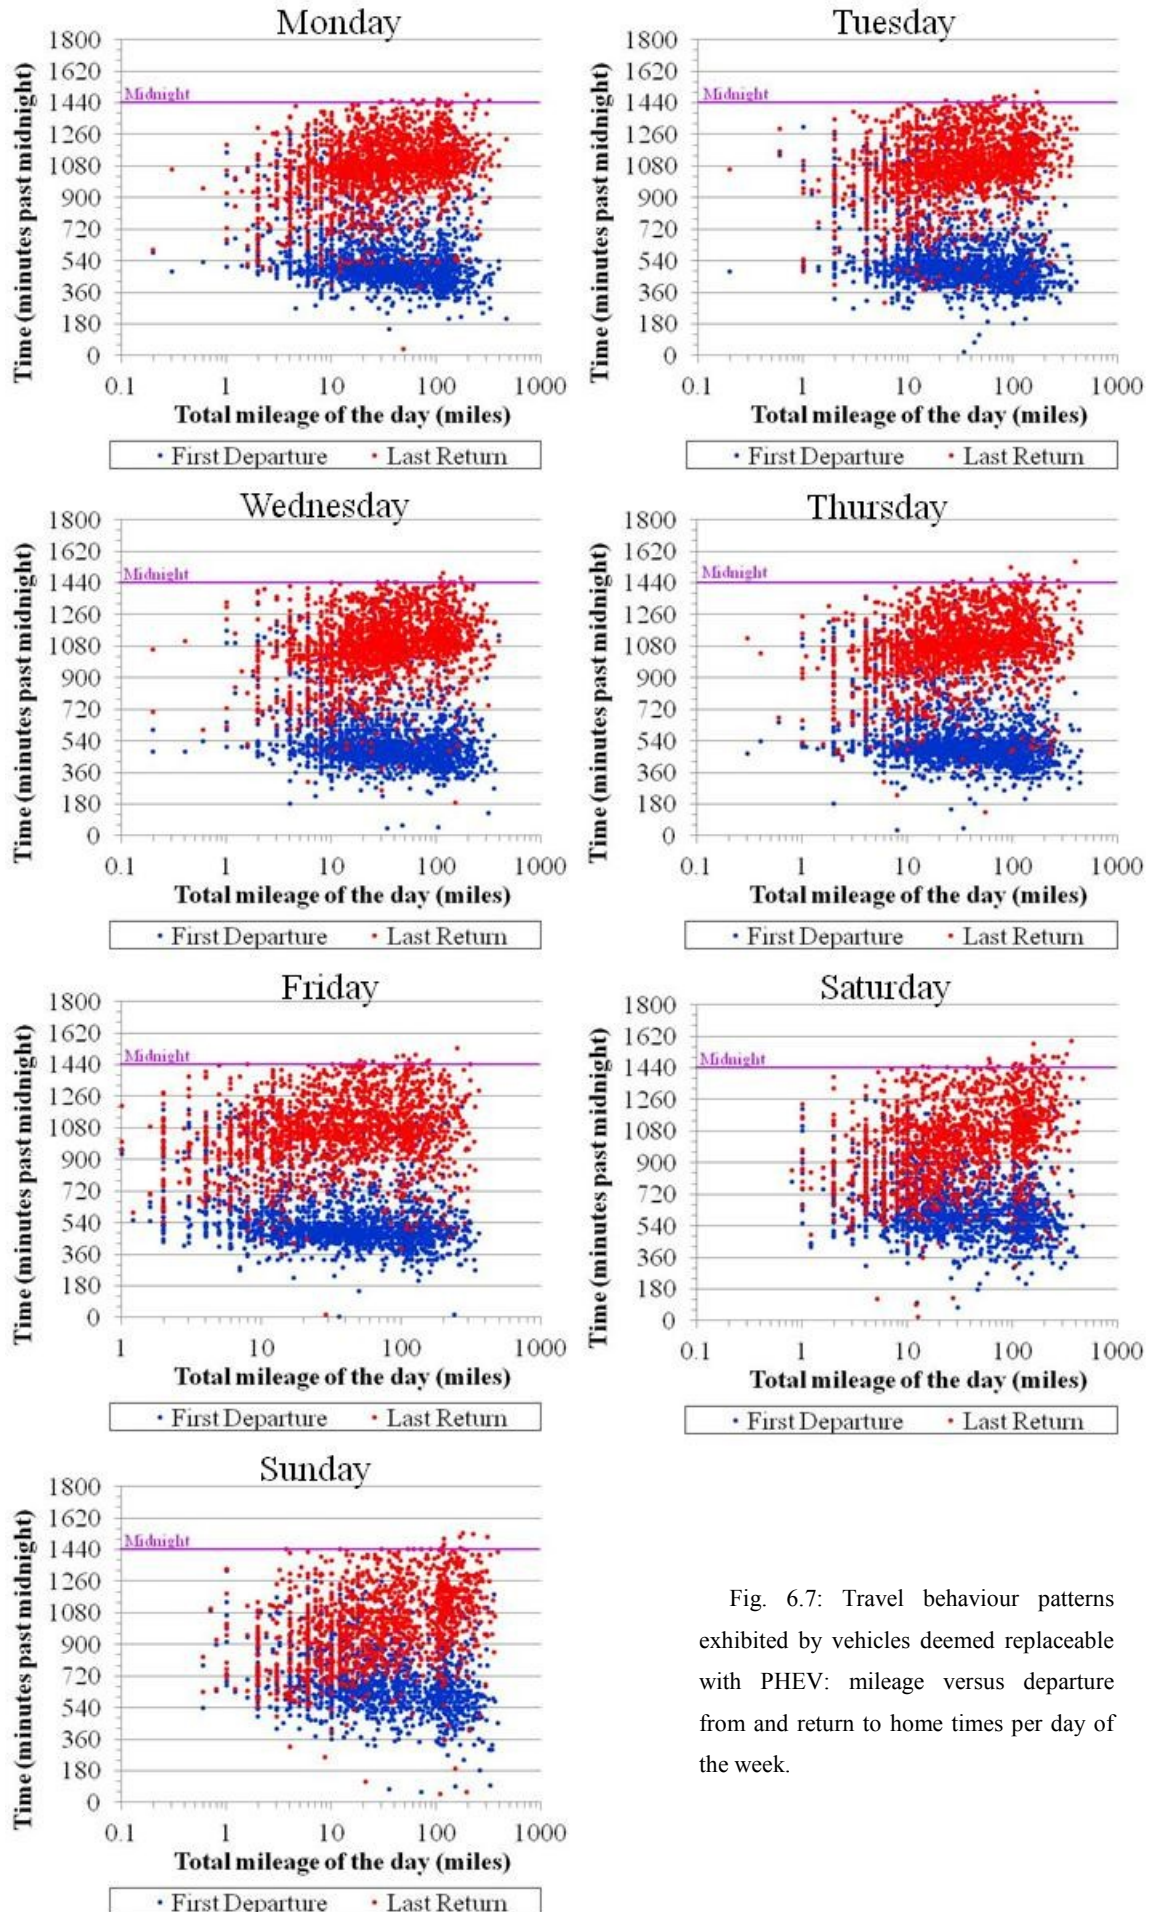 Monday
Time (minutes past midnight)
1800
1620
1440
1260
1080
900
720
540
360
180
0
Midnight
0.1 1 10 100 1000
Total mileage of the day (miles)
First Departure Last Return
Tuesday
Time (minutes past midnight)
1800
1620
1440
1260
1080
900
720
540
360
180
0
Midnight
0.1 1 10 100 1000
Total mileage of the day (miles)
First Departure Last Return
Wednesday
Time (minutes past midnight)
1800
1620
1440
1260
1080
900
720
540
360
180
0
Midnight
0.1 1 10 100 1000
Total mileage of the day (miles)
First Departure Last Return
Thursday
Time (minutes past midnight)
1800
1620
1440
1260
1080
900
720
540
360
180
0
Midnight
0.1 1 10 100 1000
Total mileage of the day (miles)
First Departure Last Return
Friday
Time (minutes past midnight)
1800
1620
1440
1260
1080
900
720
540
360
180
0
Midnight
1 10 100 1000
Total mileage of the day (miles)
First Departure Last Return
Saturday
Time (minutes past midnight)
1800
1620
1440
1260
1080
900
720
540
360
180
0
Midnight
0.1 1 10 100 1000
Total mileage of the day (miles)
First Departure Last Return
Sunday
Time (minutes past midnight)
1800
1620
1440
1260
1080
900
720
540
360
180
0
Midnight
0.1 1 10 100 1000
Total mileage of the day (miles)
First Departure Last Return
Fig. 6.7: Travel behaviour patterns
exhibited by vehicles deemed replaceable
with PHEV: mileage versus departure
from and return to home times per day of
the week.